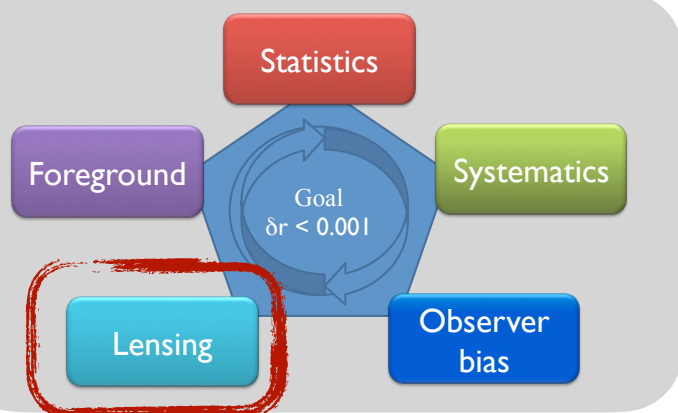 Statistics
Foreground
Systematics
Goal
δr < 0.001
Lensing
Observer
bias